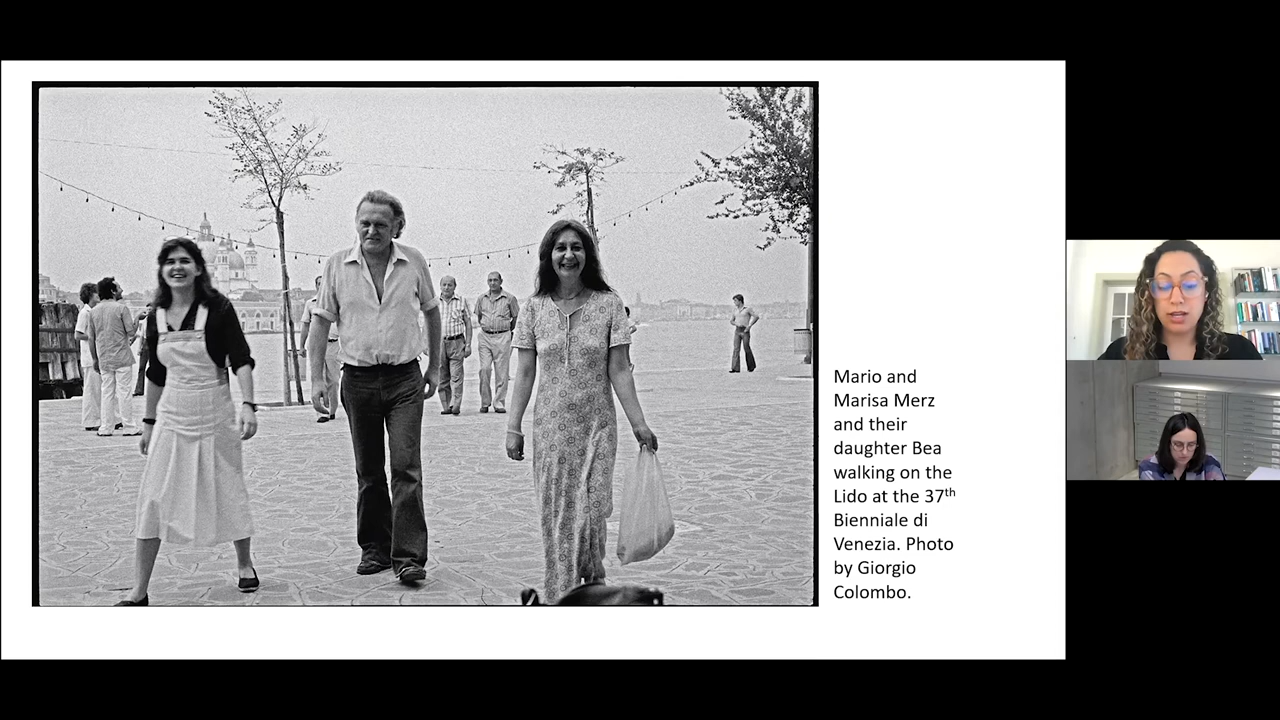 Mario and
Marisa Merz
and their
daughter Bea
walking on the
Lido at the 37th
Biennale di
Venezia. Photo
by Giorgio
Colombo.